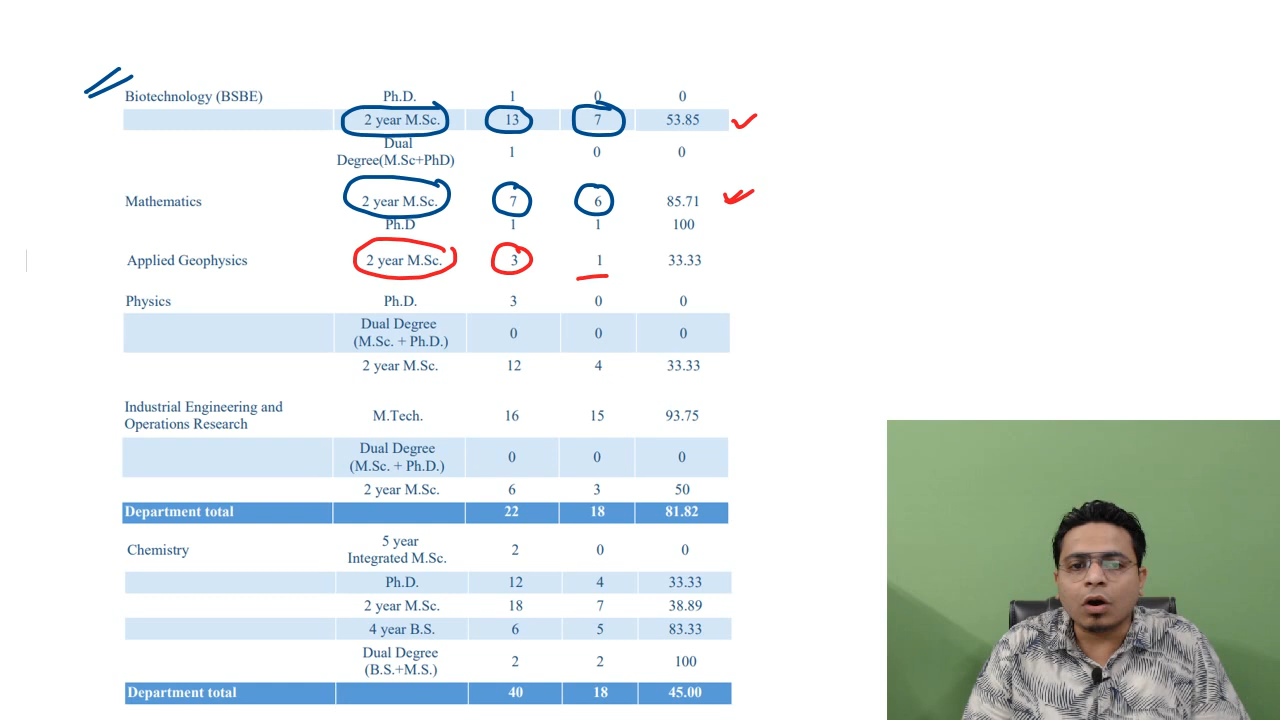 Biotechnology (BSBE) Ph.D. 1 0 0
2 year M.Sc. 13 7 53.85
Dual
Degree(M.Sc+PhD) 1 0 0
Mathematics 2 year M.Sc. 7 6 85.71
Ph.D 1 1 100
Applied Geophysics 2 year M.Sc. 3 1 33.33
Physics Ph.D. 3 0 0
Dual Degree
(M.Sc. + Ph.D.) 0 0 0
2 year M.Sc. 12 4 33.33
Industrial Engineering and
Operations Research M.Tech. 16 15 93.75
Dual Degree
(M.Sc. + Ph.D.) 0 0 0
2 year M.Sc. 6 3 50
Department total 22 18 81.82
5 year
Chemistry Integrated M.Sc. 2 0 0
Ph.D. 12 4 33.33
2 year M.Sc. 18 7 38.89
4 year B.S. 6 5 83.33
Dual Degree
(B.S.+M.S.) 2 2 100
Department total 40 18 45.00